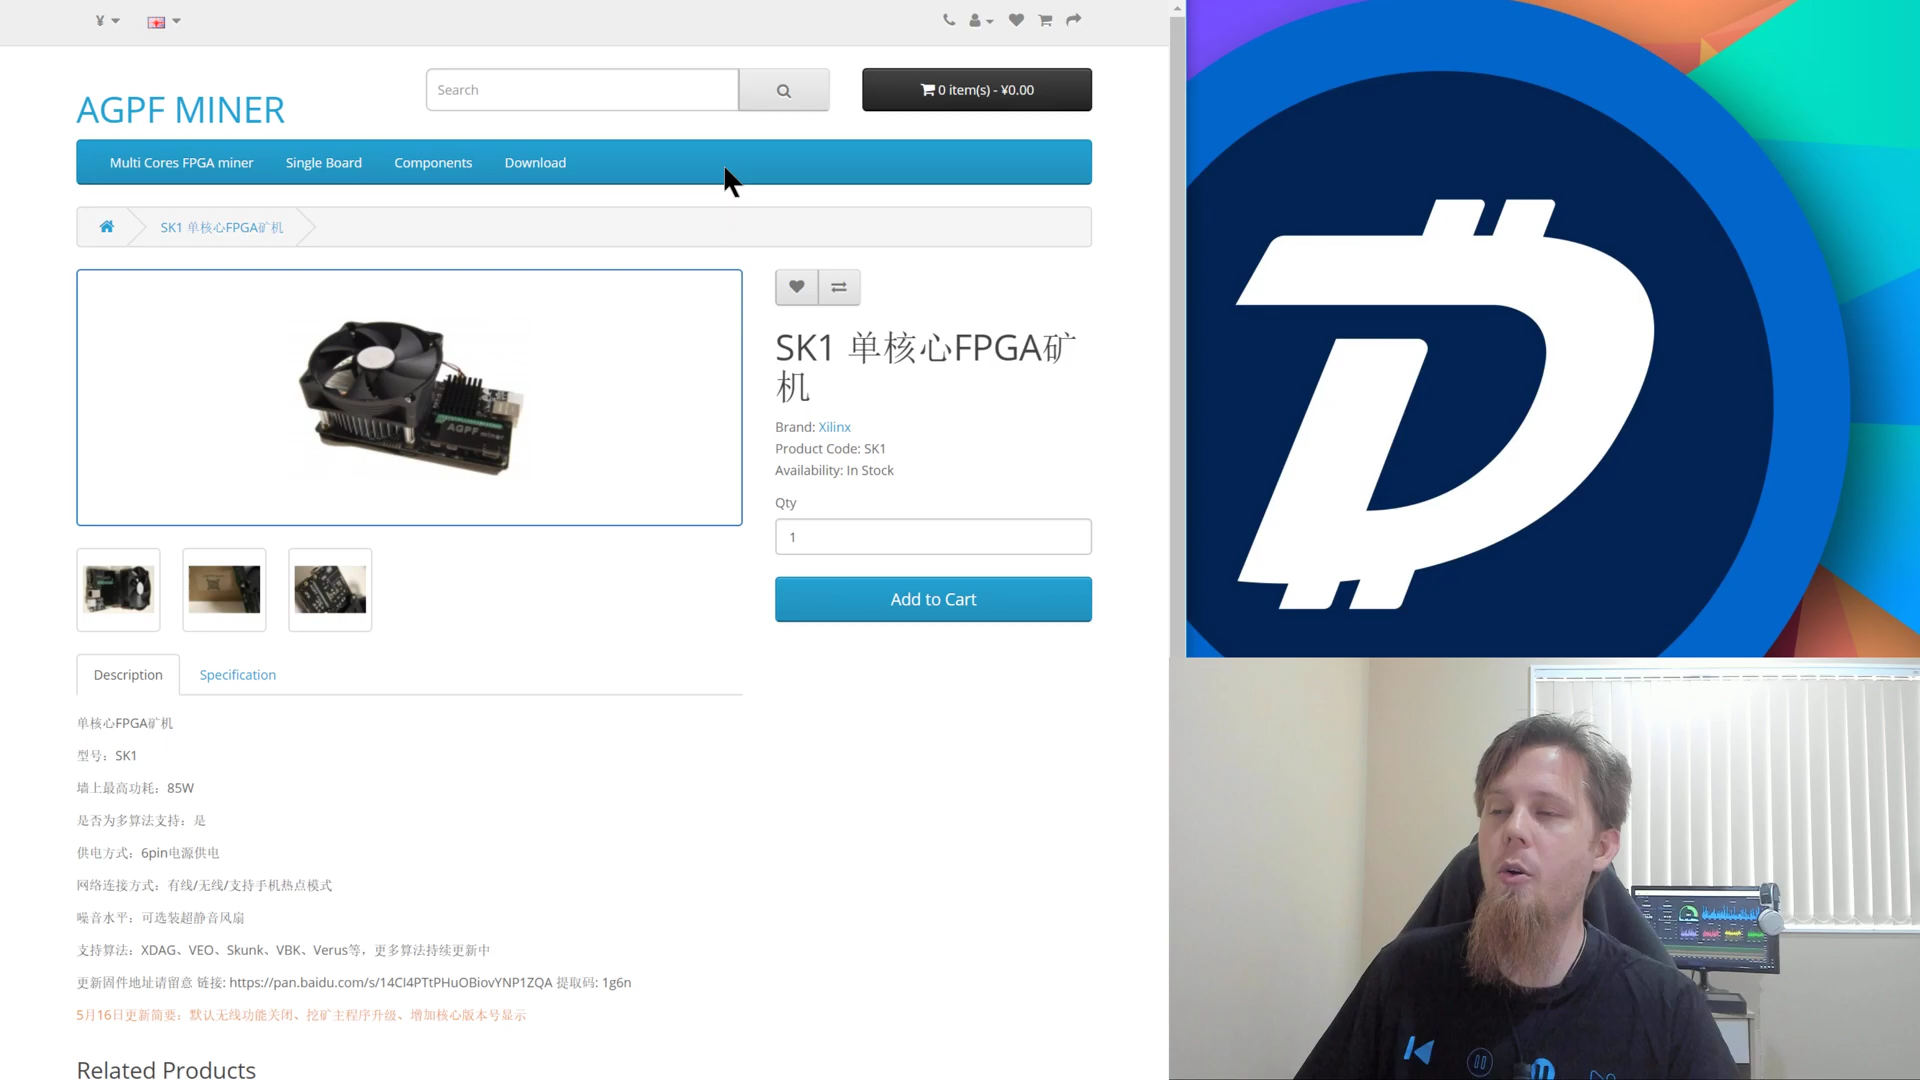 ¥
AGPF MINER
Search
0 item(s) - ¥0.00
Multi Cores FPGA miner
Single Board
Components
Download
SK1 单核心FPGA矿机
AGPF miner
SK1 单核心FPGA矿
机
Brand: Xilinx
Product Code: SK1
Availability: In Stock
Qty
1
Add to Cart
Description
Specification
单核心FPGA矿机
型号：SK1
墙上最高功耗：85W
是否为多算法支持：是
供电方式：6pin电源供电
网络连接方式：有线/无线/支持手机热点模式
噪音水平：可选装超静音风扇
支持算法：XDAG、VEO、Skunk、VBK、Verus等，更多算法持续更新中
更新固件地址请留意 链接: https://pan.baidu.com/s/14CI4PTtPHuOBiovYNP1ZQA 提取码: 1g6n
5月16日更新简要：默认无线功能关闭、挖矿主程序升级、增加核心版本号显示
Related Products